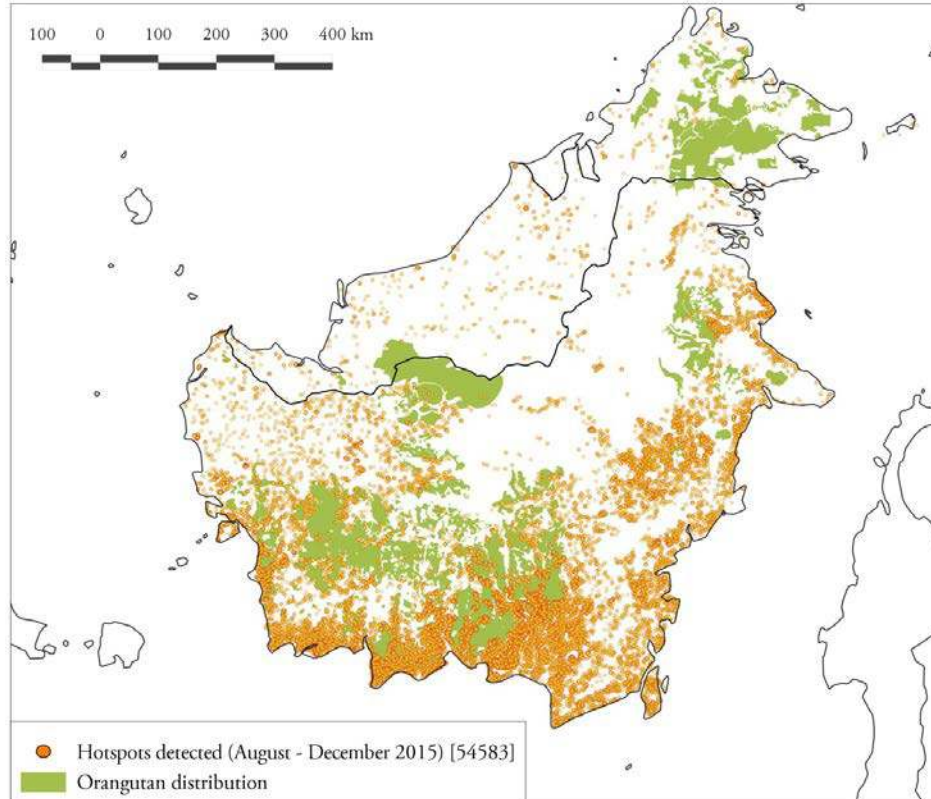 100 0 100 200 300 400 km
Hotspots detected (August - December 2015) [54583]
Orangutan distribution